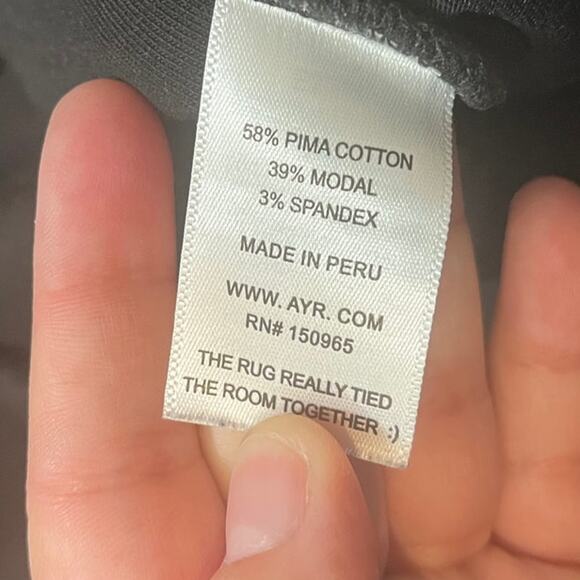 58% PIMA COTTON
39% MODAL
3% SPANDEX
MADE IN PERU
WWW. AYR. COM
RN# 150965
THE RUG REALLY TIED
THE ROOM TOGETHER :)